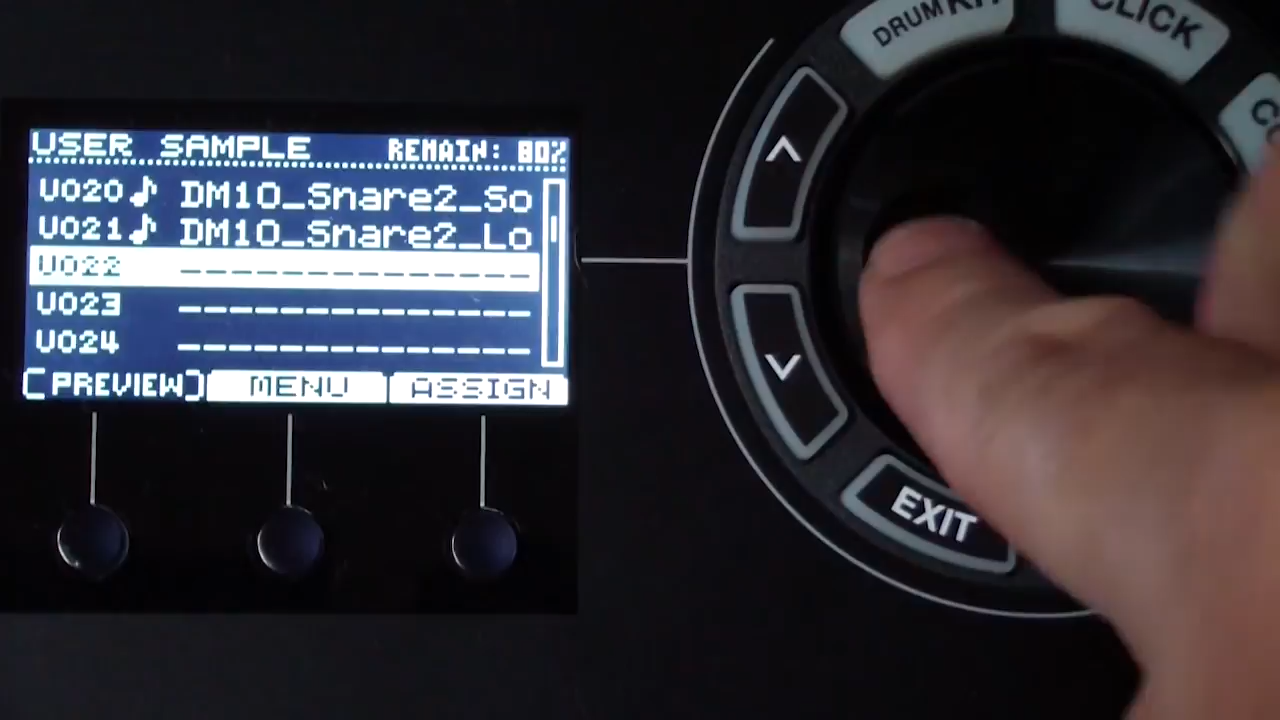 USER SAMPLE REMAIN: 80%
U020♪ DM10_Snare2_So
U021♪ DM10_Snare2_Lo
U022 --------------
U023 --------------
U024 --------------
[PREVIEW] MENU ASSIGN
DRUM KIT
CLICK
EXIT